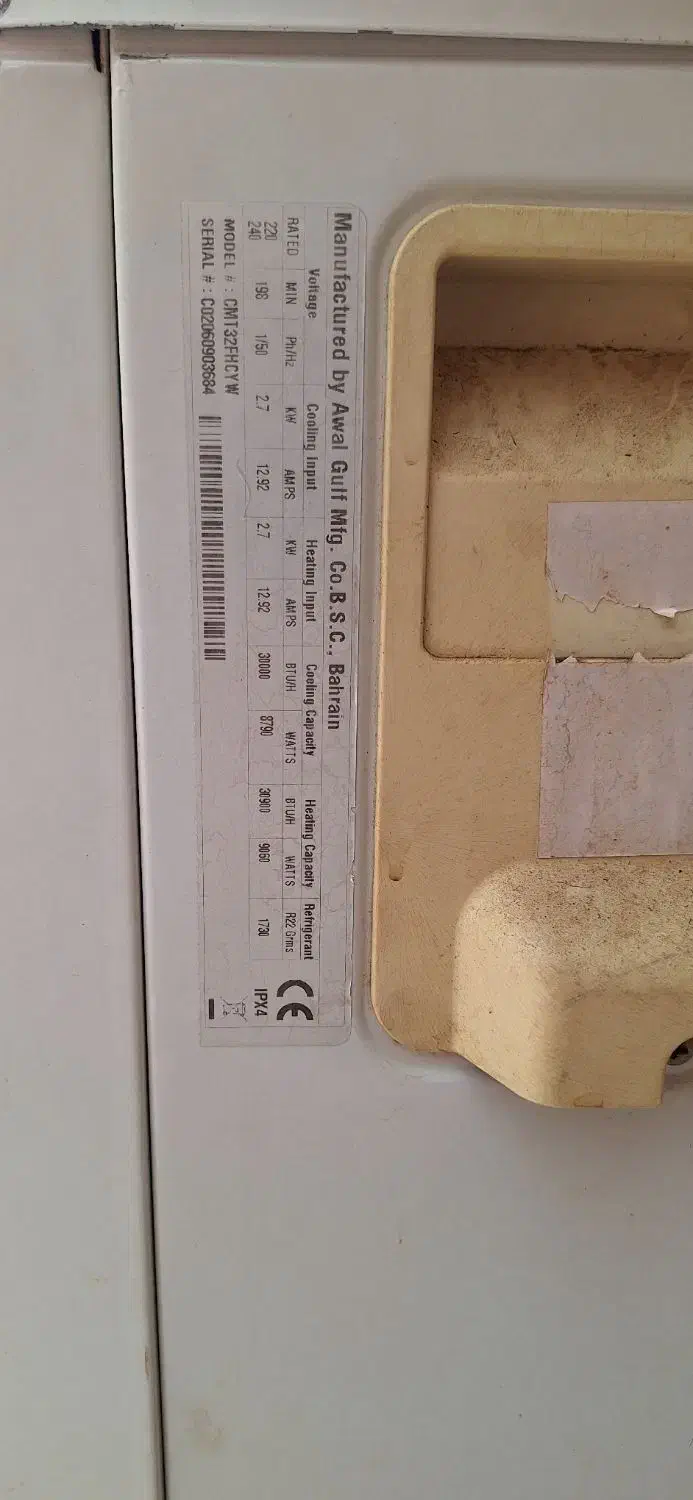 Manufactured by Awal Gulf Mfg. Co.B.S.C., Bahrain
Voltage Cooling Input Heating Input Cooling Capacity Heating Capacity Refrigerant
RATED MIN Ph/Hz KW AMPS KW AMPS BTU/H WATTS BTU/H WATTS R22 Grms
220 240 198 1/50 2.7 12.92 2.7 12.92 30000 8790 30900 9060 1730
CE
IPX4
MODEL # : CMT32FHCYW
SERIAL # : C02060903684